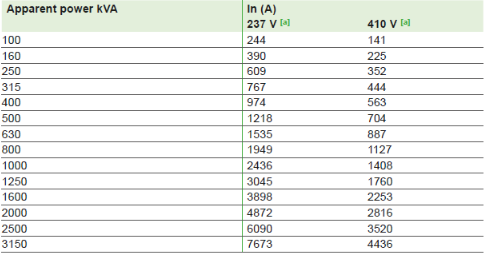 Apparent power kVA In (A)
237 V [a] 410 V [a]
100 244 141
160 390 225
250 609 352
315 767 444
400 974 563
500 1218 704
630 1535 887
800 1949 1127
1000 2436 1408
1250 3045 1760
1600 3898 2253
2000 4872 2816
2500 6090 3520
3150 7673 4436